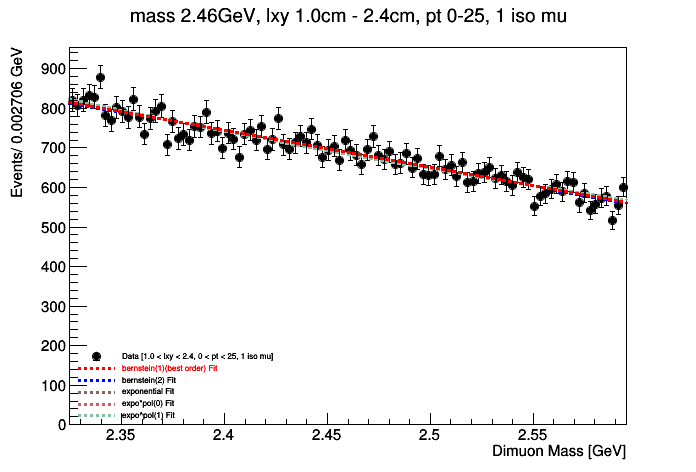 mass 2.46GeV, lxy 1.0cm - 2.4cm, pt 0-25, 1 iso mu
Events/ 0.002706 GeV
900
800
700
600
500
400
300
200
100
0
Data [1.0 < lxy < 2.4, 0 < pt < 25, 1 iso mu]
bernstein(1)(best order) Fit
bernstein(2) Fit
exponential Fit
expo*pol(0) Fit
expo*pol(1) Fit
2.35
2.4
2.45
2.5
2.55
Dimuon Mass [GeV]